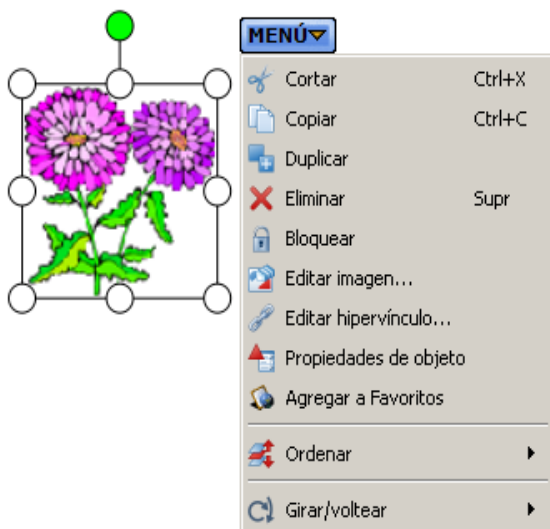 MENÚ
Cortar Ctrl+X
Copiar Ctrl+C
Duplicar
Eliminar Supr
Bloquear
Editar imagen...
Editar hipervínculo...
Propiedades de objeto
Agregar a Favoritos
Ordenar
Girar/voltear